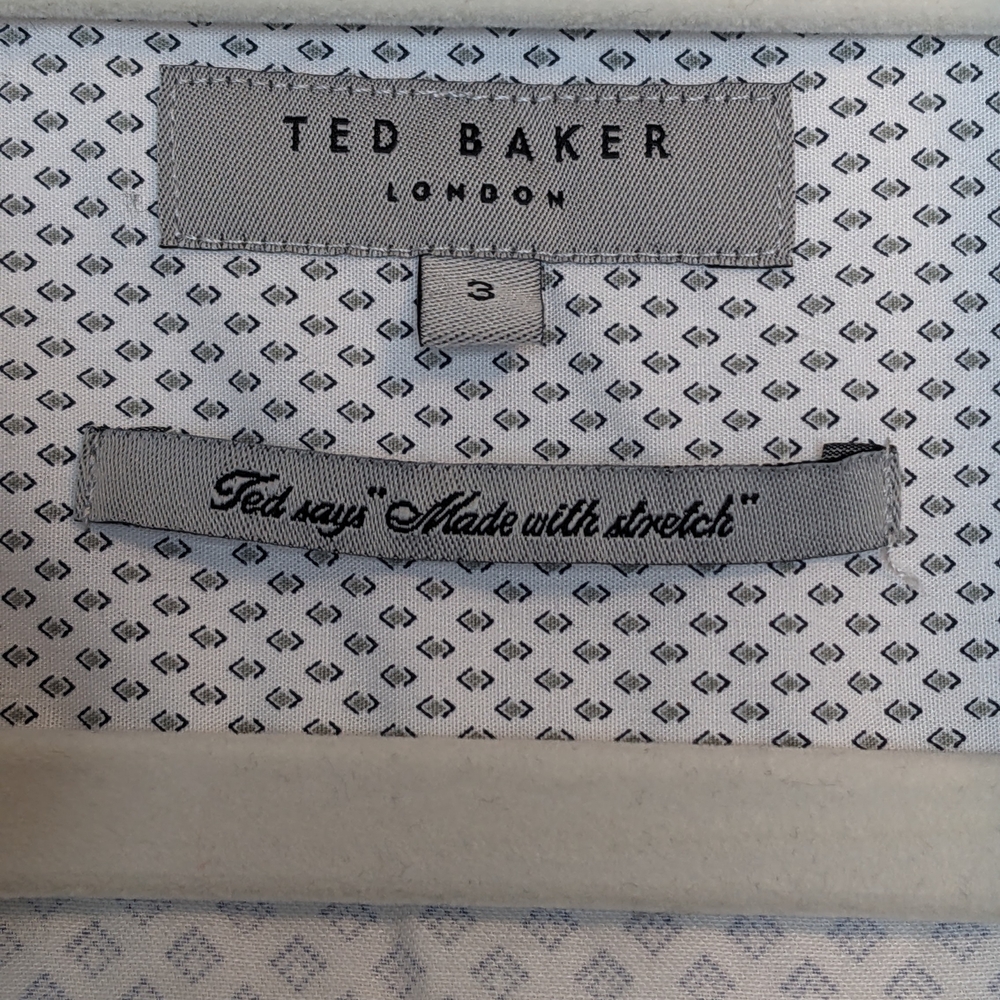 TED BAKER
LONDON
3
Ted says "Made with stretch"